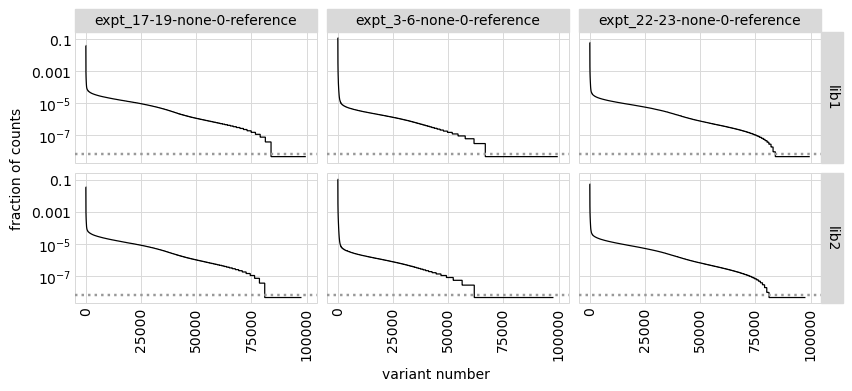 expt_17-19-none-0-reference expt_3-6-none-0-reference expt_22-23-none-0-reference
fraction of counts
0.1
0.001
10⁻⁵
10⁻⁷
lib1
0.1
0.001
10⁻⁵
10⁻⁷
lib2
0 25000 50000 75000 100000 0 25000 50000 75000 100000 0 25000 50000 75000 100000
variant number